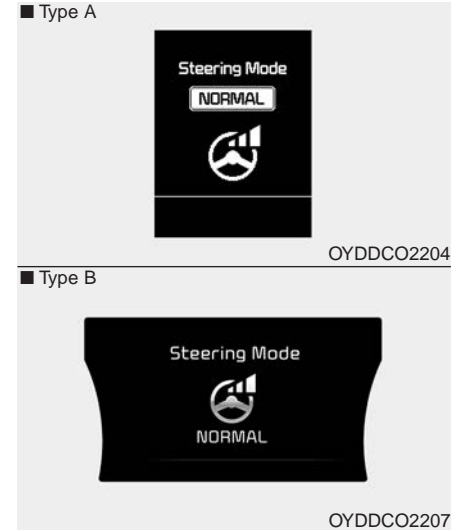 ■ Type A
Steering Mode
NORMAL
OYDDCO2204
■ Type B
Steering Mode
NORMAL
OYDDCO2207